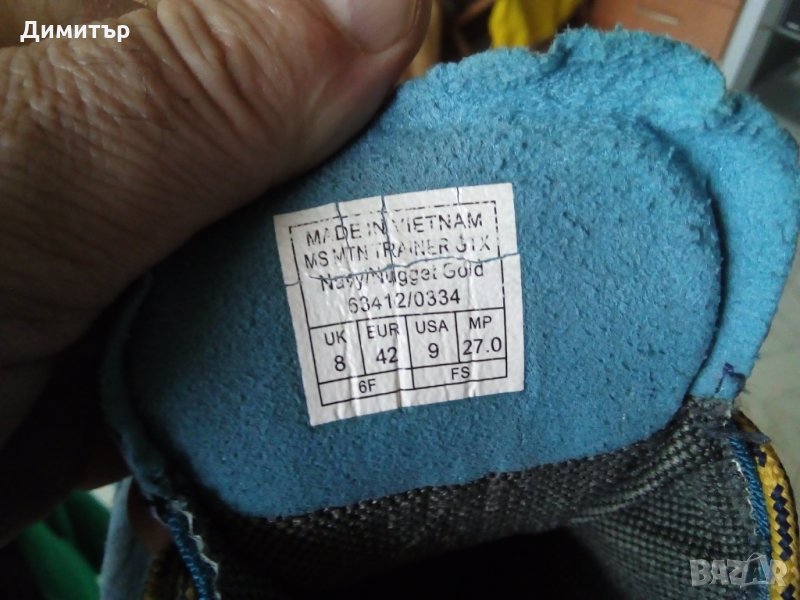 Димитър
MADE IN VIETNAM
MS MTN TRAINER GTX
Navy/Nugget Gold
63412/0334
UK EUR USA MP
8 42 9 27.0
6F FS
BAZAR